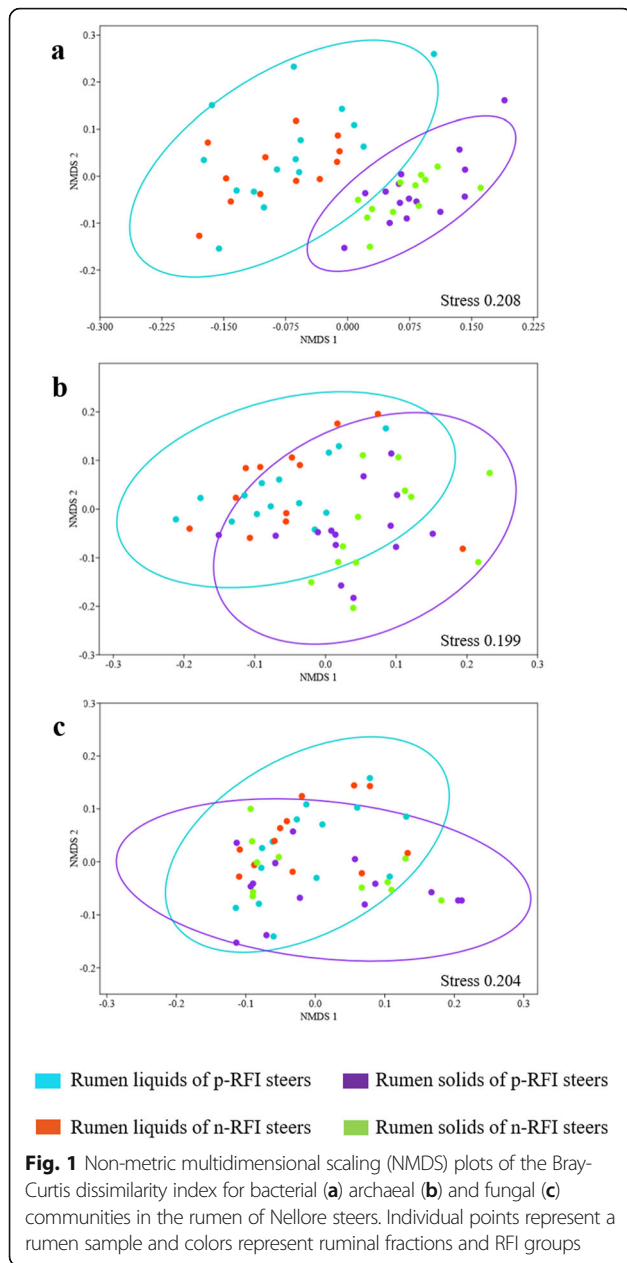 a
0.3
0.2
0.1
0.0
-0.1
-0.2
NMDS 2
Stress 0.208
-0.300 -0.225 -0.150 -0.075 0.000 0.075 0.150 0.225
NMDS 1
b
0.2
0.1
0.0
-0.1
-0.2
-0.3
NMDS 2
Stress 0.199
-0.3 -0.2 -0.1 0.0 0.1 0.2 0.3
NMDS 1
c
0.3
0.2
0.1
0.0
-0.1
-0.2
NMDS 2
Stress 0.204
-0.3 -0.2 -0.1 0.0 0.1 0.2 0.3
NMDS 1
Rumen liquids of p-RFI steers Rumen solids of p-RFI steers
Rumen liquids of n-RFI steers Rumen solids of n-RFI steers
Fig. 1 Non-metric multidimensional scaling (NMDS) plots of the Bray-
Curtis dissimilarity index for bacterial (a) archaeal (b) and fungal (c)
communities in the rumen of Nellore steers. Individual points represent a
rumen sample and colors represent ruminal fractions and RFI groups